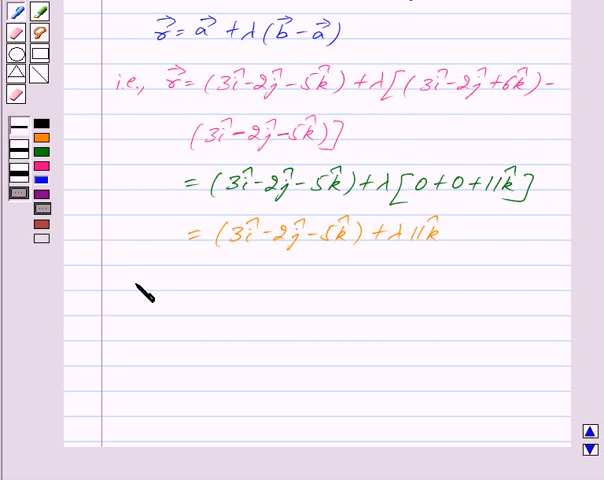 r⃗ = a⃗ + λ(b⃗ - a⃗)
i.e., r⃗ = (3î - 2ĵ - 5k̂) + λ[(3î - 2ĵ + 6k̂) -
(3î - 2ĵ - 5k̂)]
= (3î - 2ĵ - 5k̂) + λ[0 + 0 + 11k̂]
= (3î - 2ĵ - 5k̂) + λ 11k̂